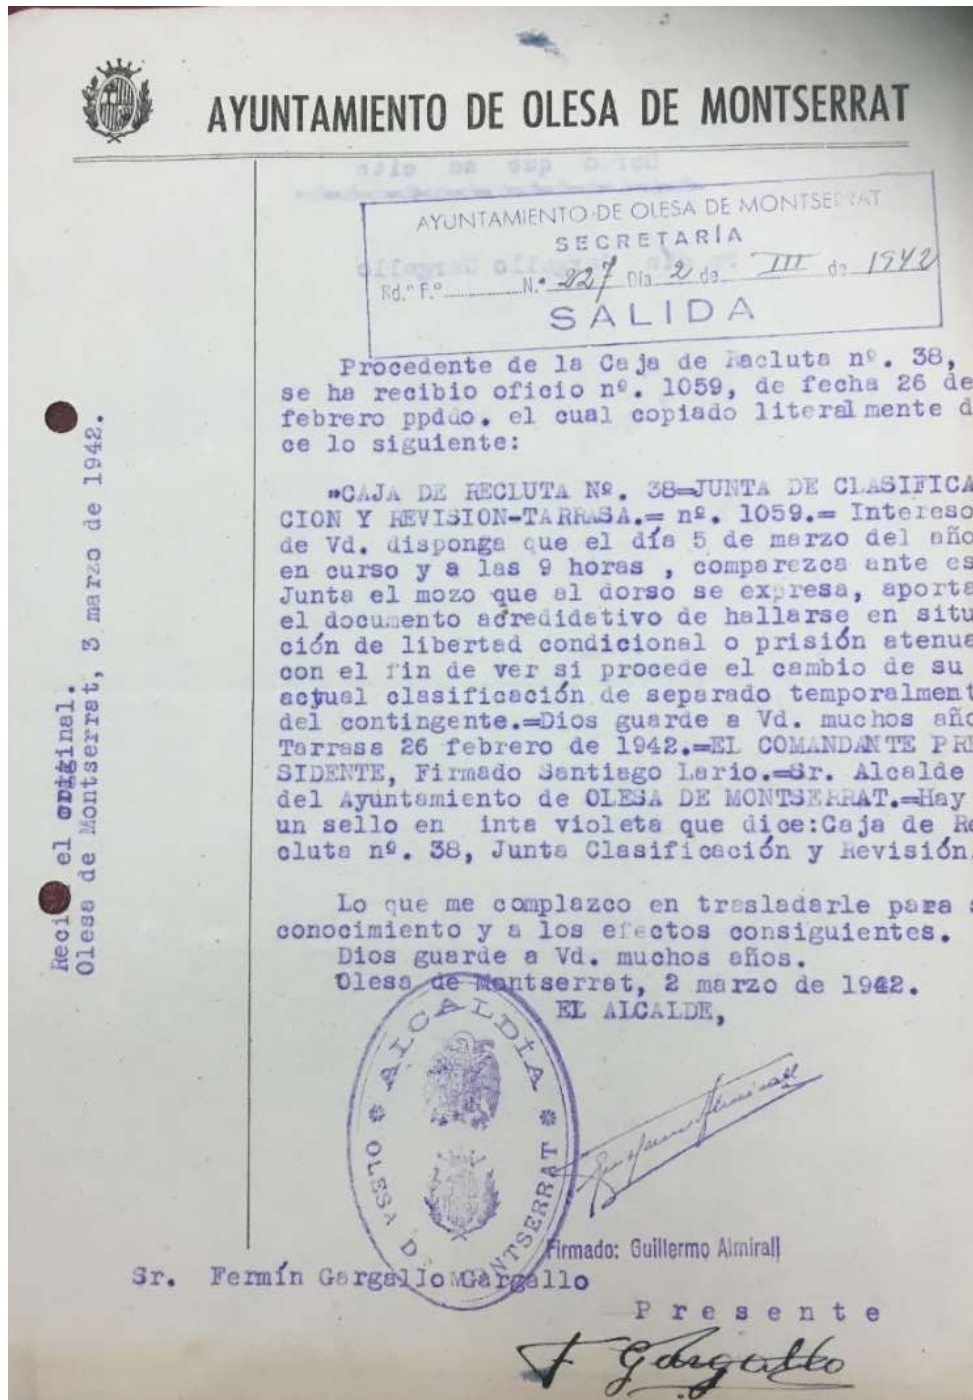 AYUNTAMIENTO DE OLESA DE MONTSERRAT
AYUNTAMIENTO DE OLESA DE MONTSERRAT
SECRETARÍA
Rd.º F.º N.º 227 Día 2 de III de 1942
SALIDA
Procedente de la Caja de Racluta nº. 38,
se ha recibio oficio nº. 1059, de fecha 26 de
febrero ppduo. el cual copiado literalmente d
ce lo siguiente:
"CAJA DE RECLUTA Nº. 38=JUNTA DE CLASIFICA
CION Y REVISION-TARRASA.= nº. 1059.= Intereso
de Vd. disponga que el día 5 de marzo del año
en curso y a las 9 horas , comparezca ante es
Junta el mozo que al dorso se expresa, aporta
el documento acredidativo de hallarse en situ
ción de libertad condicional o prisión atenua
con el fin de ver si procede el cambio de su
actual clasificación de separado temporalment
del contingente.=Dios guarde a Vd. muchos año
Tarrasa 26 febrero de 1942.=EL COMANDANTE PRE
SIDENTE, Firmado Santiago Lario.=Sr. Alcalde
del Ayuntamiento de OLESA DE MONTSERRAT.=Hay
un sello en inta violeta que dice:Caja de Re
cluta nº. 38, Junta Clasificación y Revisión.
Lo que me complazco en trasladarle para s
conocimiento y a los efectos consiguientes.
Dios guarde a Vd. muchos años.
Olesa de Montserrat, 2 marzo de 1942.
EL ALCALDE,
ALCALDIA
OLESA DE MONTSERRAT
Firmado: Guillermo Almirall
Sr. Fermín Gargallo Gargallo
Presente
F Gargallo
Reci el original.
Olesa de Montserrat, 3 marzo de 1942.